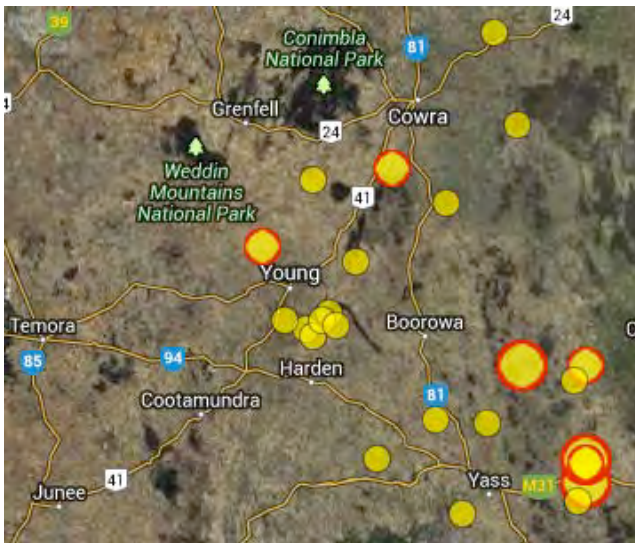 39
24
81
Conimbla
National Park
4
Grenfell
24
Cowra
Weddin
Mountains
National Park
41
Young
Temora
Boorowa
85
94
Harden
81
Cootamundra
41
Junee
Yass
M31